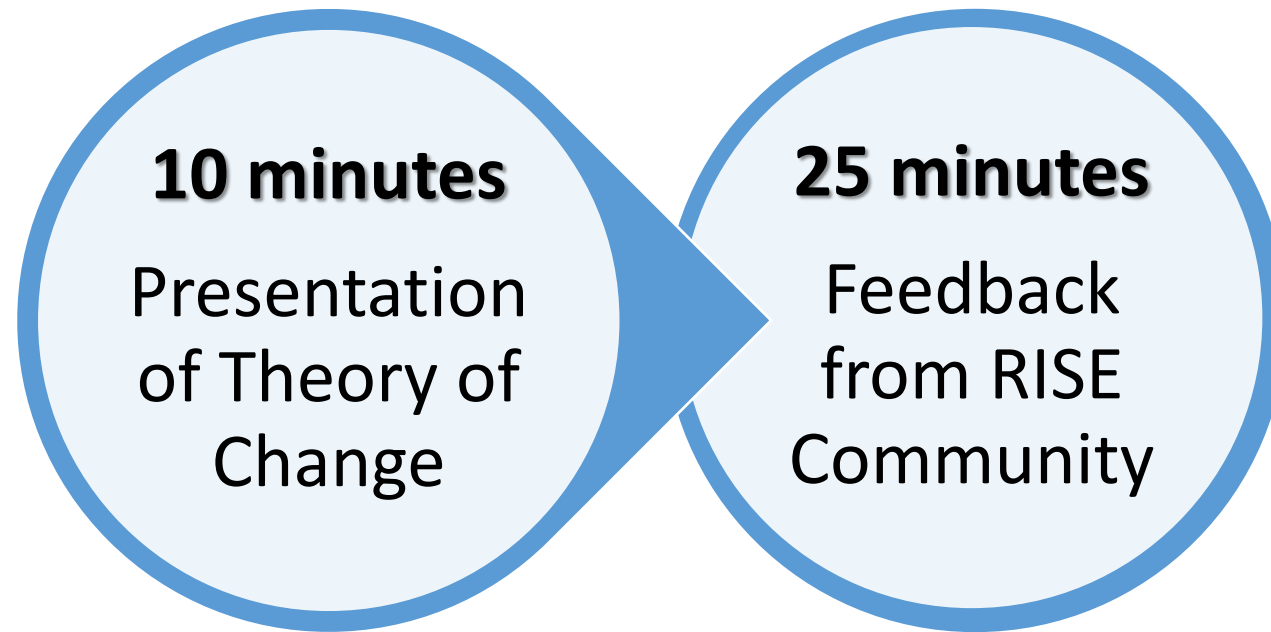 10 minutes
Presentation
of Theory of
Change
25 minutes
Feedback
from RISE
Community